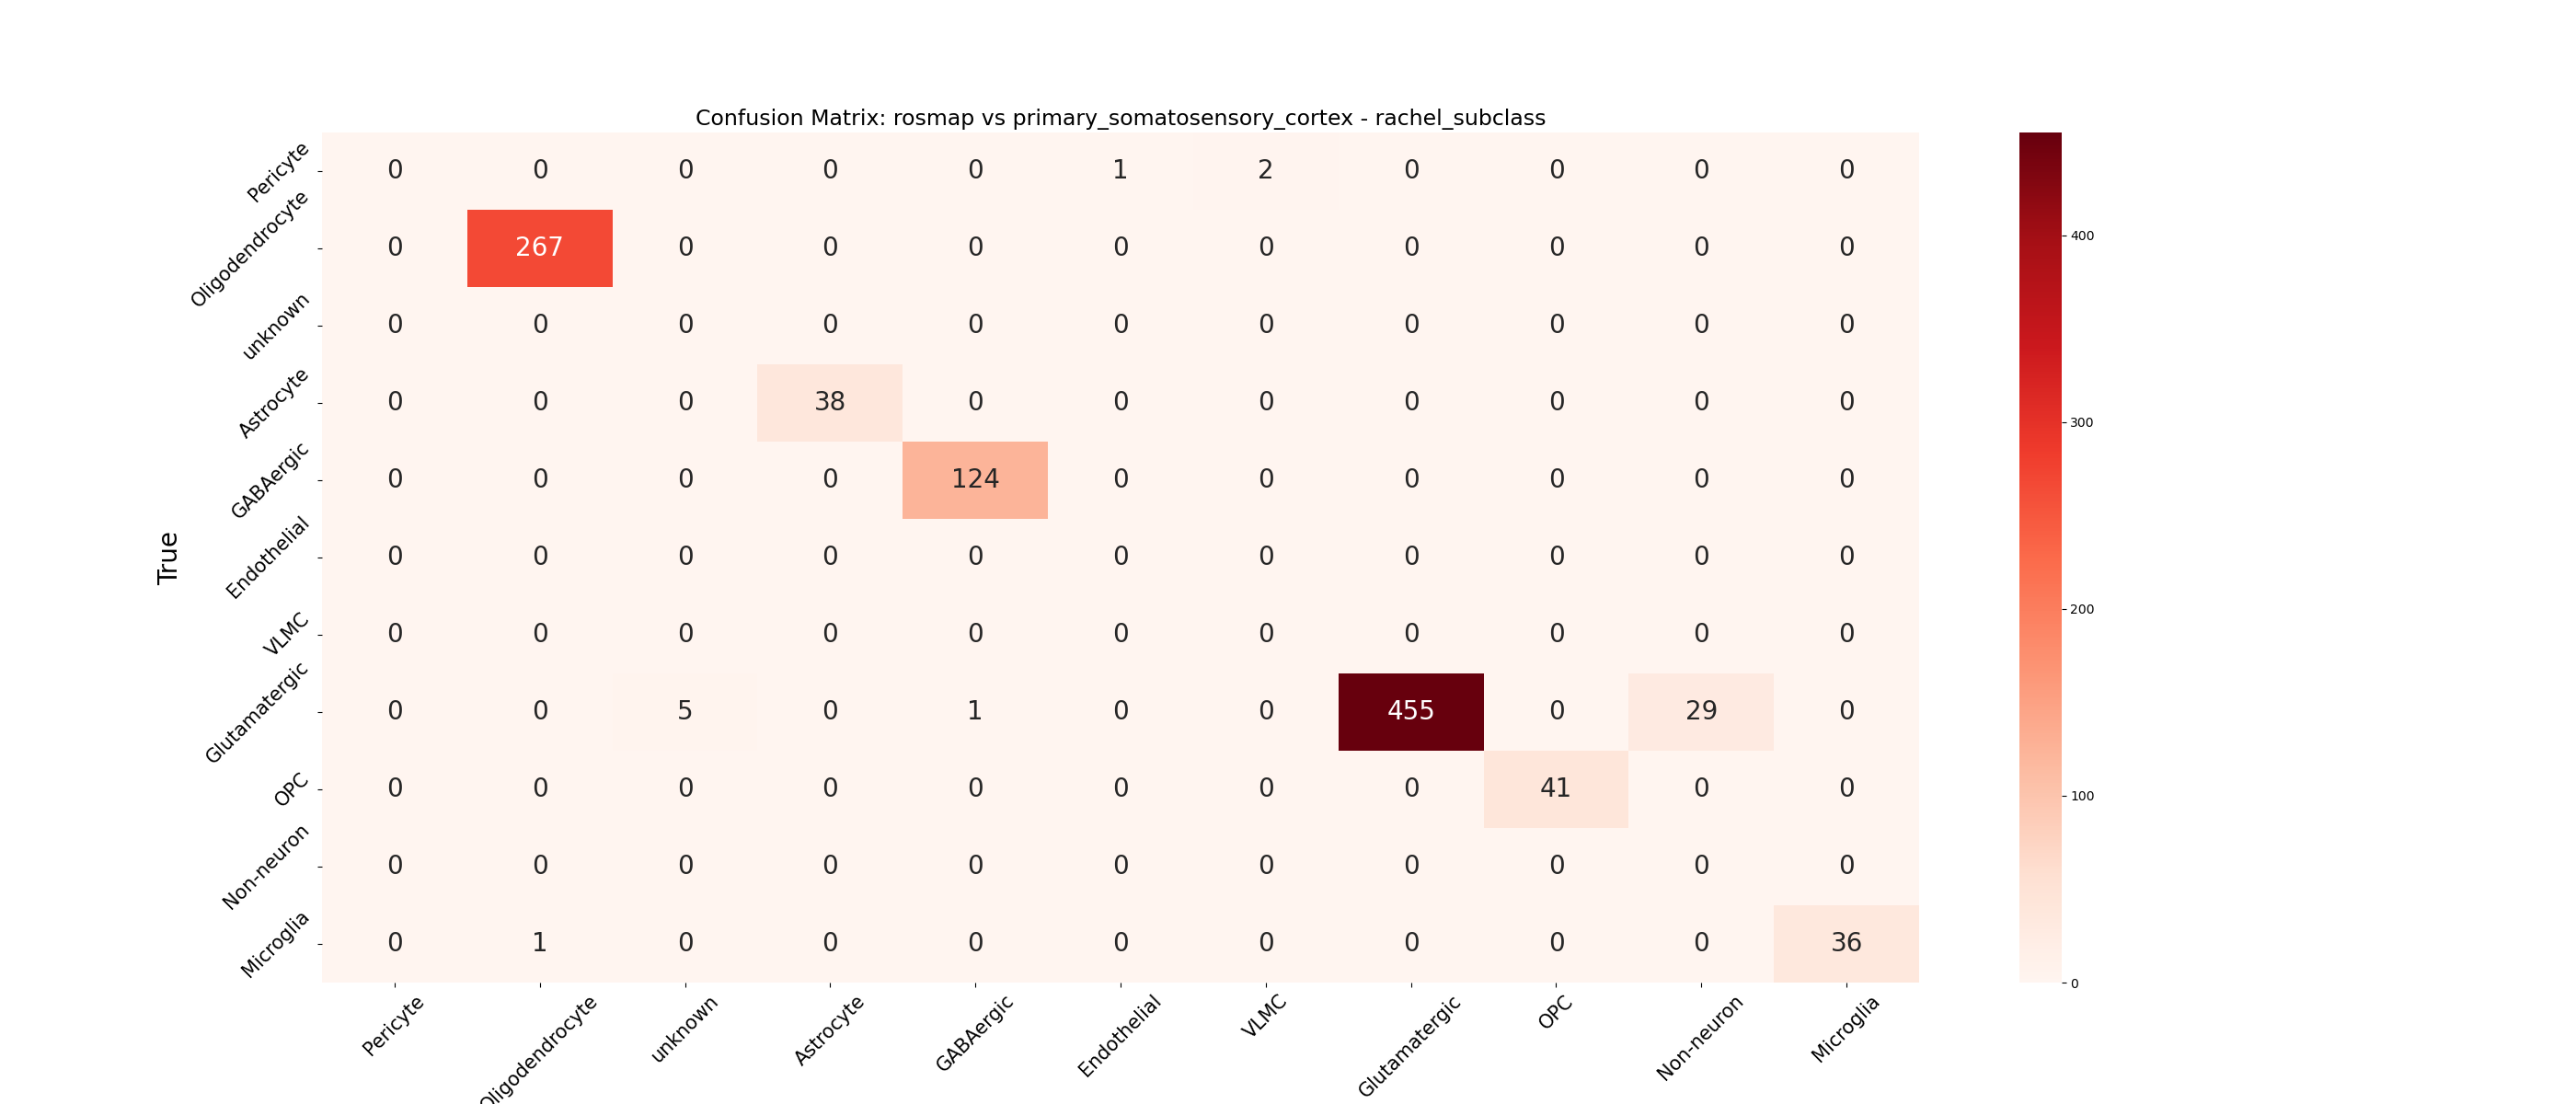 Confusion Matrix: rosmap vs primary_somatosensory_cortex - rachel_subclass
True
Pericyte 0 0 0 0 0 1 2 0 0 0 0
Oligodendrocyte 0 267 0 0 0 0 0 0 0 0 0
unknown 0 0 0 0 0 0 0 0 0 0 0
Astrocyte 0 0 0 38 0 0 0 0 0 0 0
GABAergic 0 0 0 0 124 0 0 0 0 0 0
Endothelial 0 0 0 0 0 0 0 0 0 0 0
VLMC 0 0 0 0 0 0 0 0 0 0 0
Glutamatergic 0 0 5 0 1 0 0 455 0 29 0
OPC 0 0 0 0 0 0 0 0 41 0 0
Non-neuron 0 0 0 0 0 0 0 0 0 0 0
Microglia 0 1 0 0 0 0 0 0 0 0 36
Pericyte Oligodendrocyte unknown Astrocyte GABAergic Endothelial VLMC Glutamatergic OPC Non-neuron Microglia
400
300
200
100
0